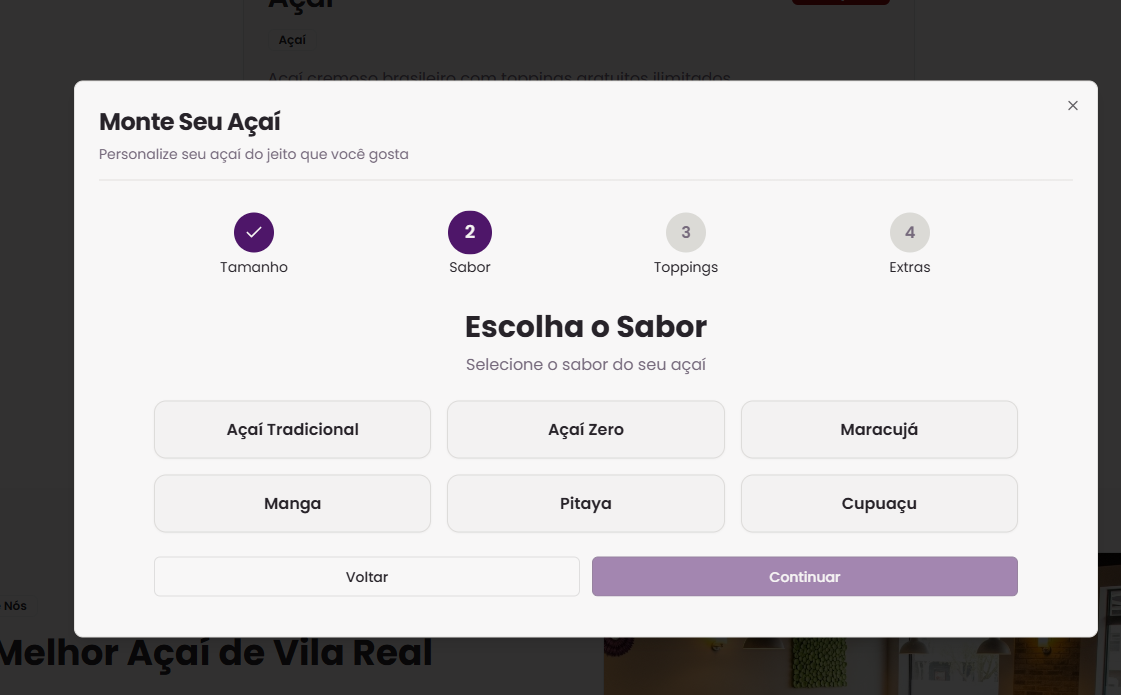 Açaí
Açaí
Açaí cremoso brasileiro com toppings gratuitos ilimitados
Monte Seu Açaí
Personalize seu açaí do jeito que você gosta
2
3
4
Tamanho
Sabor
Toppings
Extras
Escolha o Sabor
Selecione o sabor do seu açaí
Açaí Tradicional
Açaí Zero
Maracujá
Manga
Pitaya
Cupuaçu
Voltar
Continuar
Nós
Melhor Açaí de Vila Real